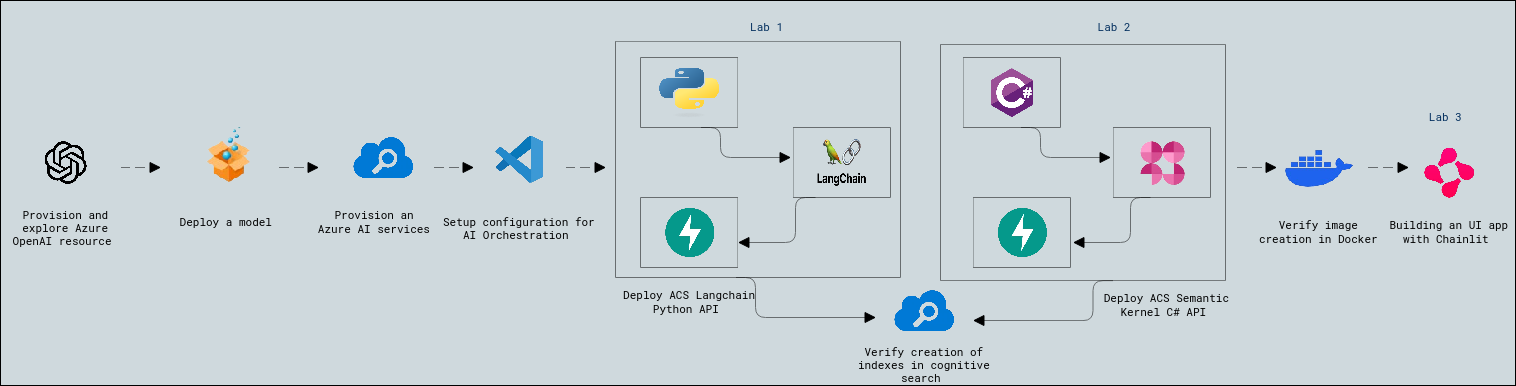 Lab 1
Lab 2
Lab 3
C#
LangChain
Provision and
explore Azure
OpenAI resource
Deploy a model
Provision an
Azure AI services
Setup configuration for
AI Orchestration
Deploy ACS Langchain
Python API
Verify creation of
indexes in cognitive
search
Deploy ACS Semantic
Kernel C# API
Verify image
creation in Docker
Building an UI app
with Chainlit